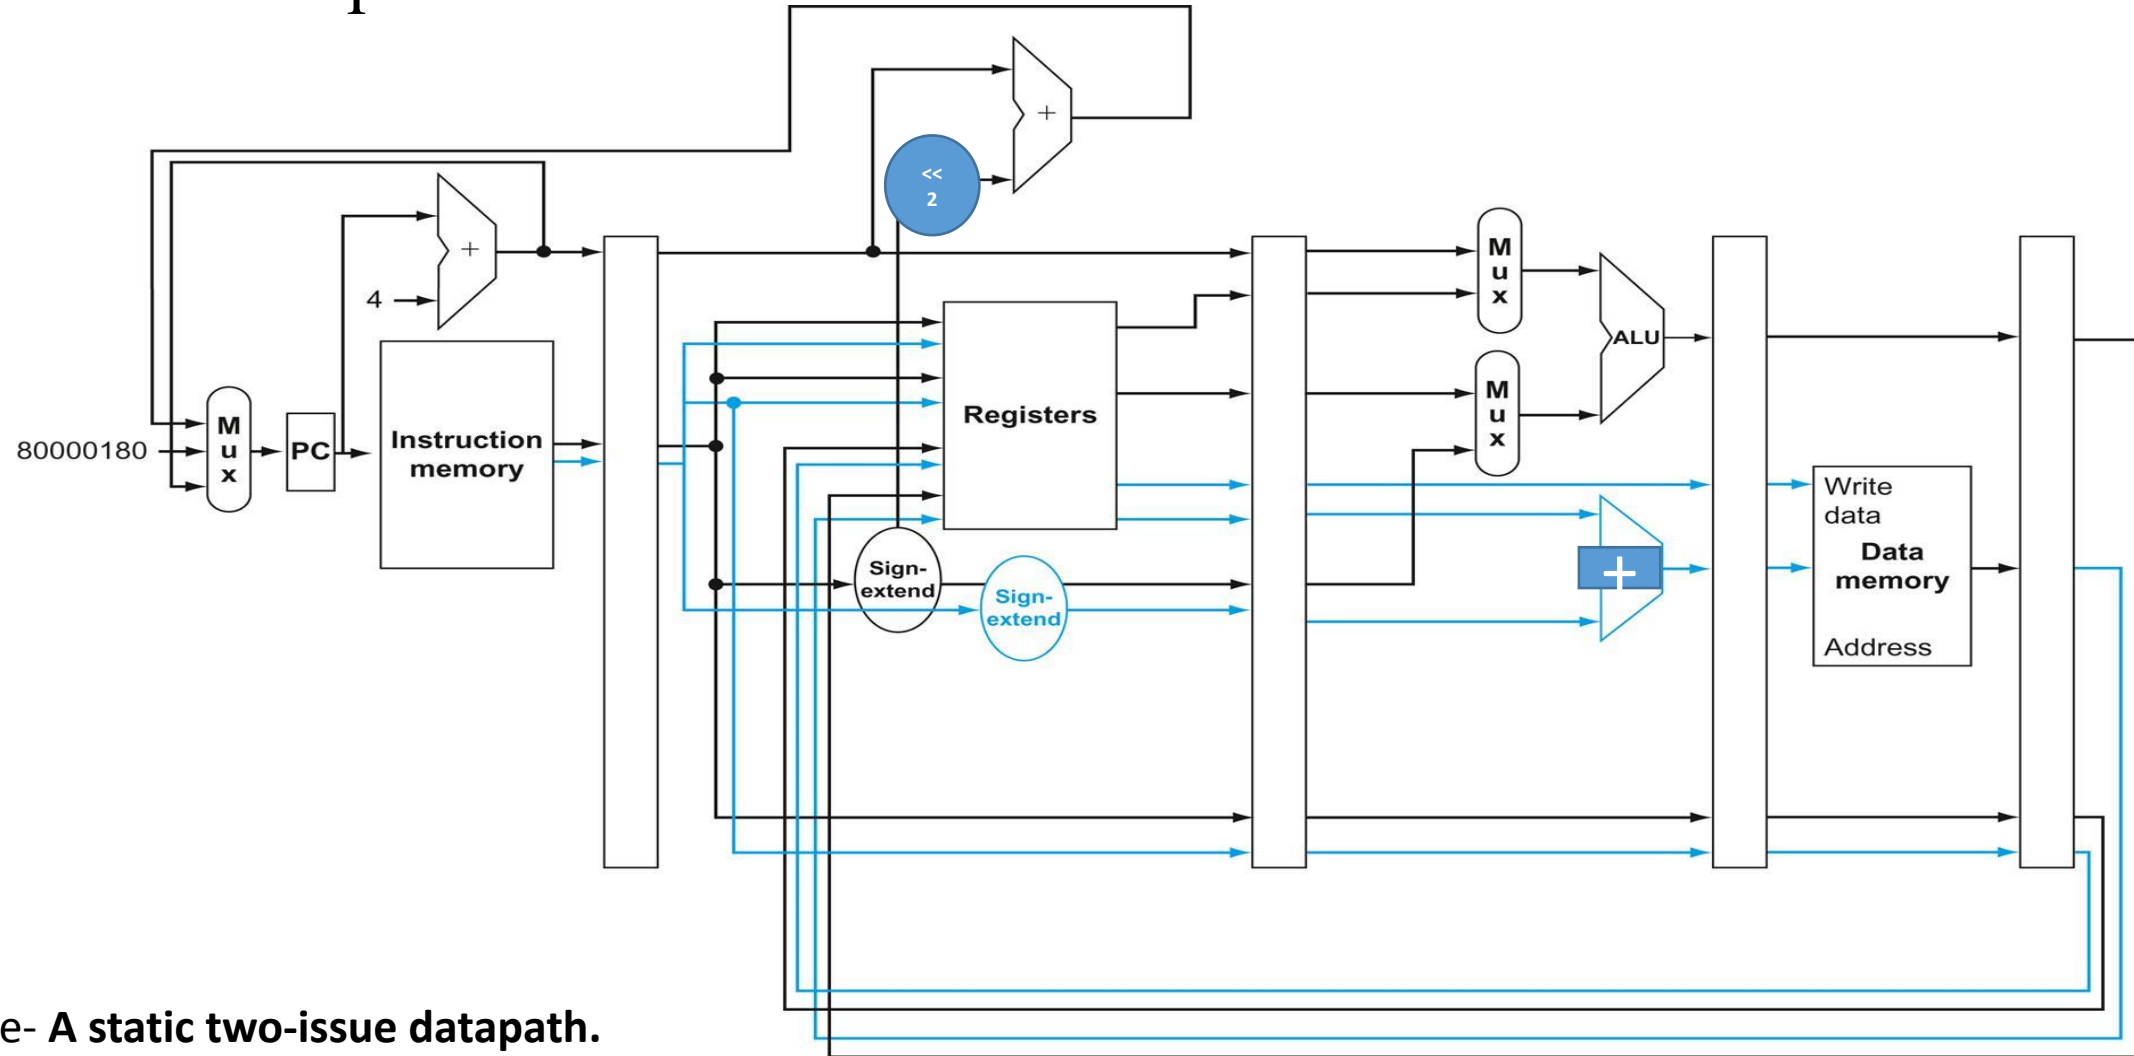 +
<<
2
+
4
M
u
x
ALU
M
u
x
Registers
80000180
M
u
x
PC
Instruction
memory
Write
data
Data
memory
Address
+
Sign-
extend
Sign-
extend
e- A static two-issue datapath.